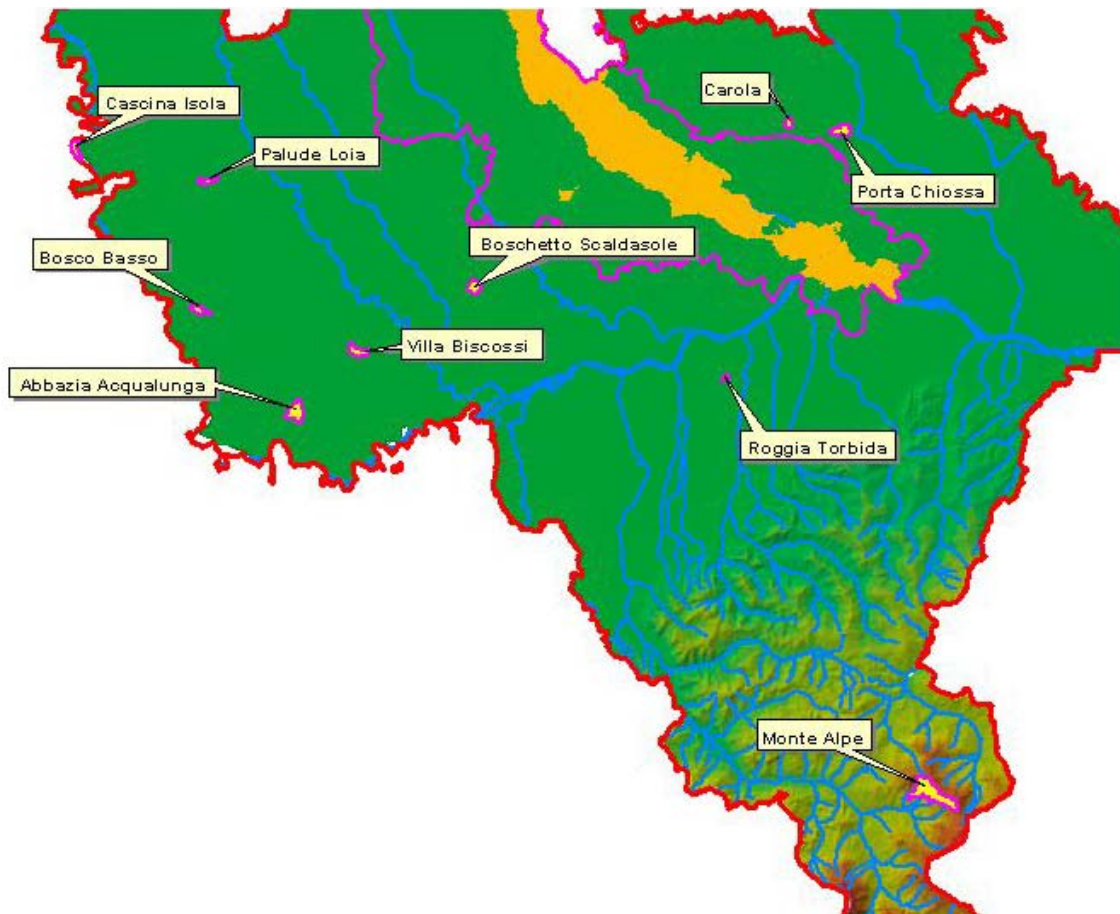 Carola
Cascina Isola
Palude Loia
Porta Chiossa
Boschetto Scaldasole
Bosco Basso
Villa Biscossi
Abbazia Acqualunga
Roggia Torbida
Monte Alpe